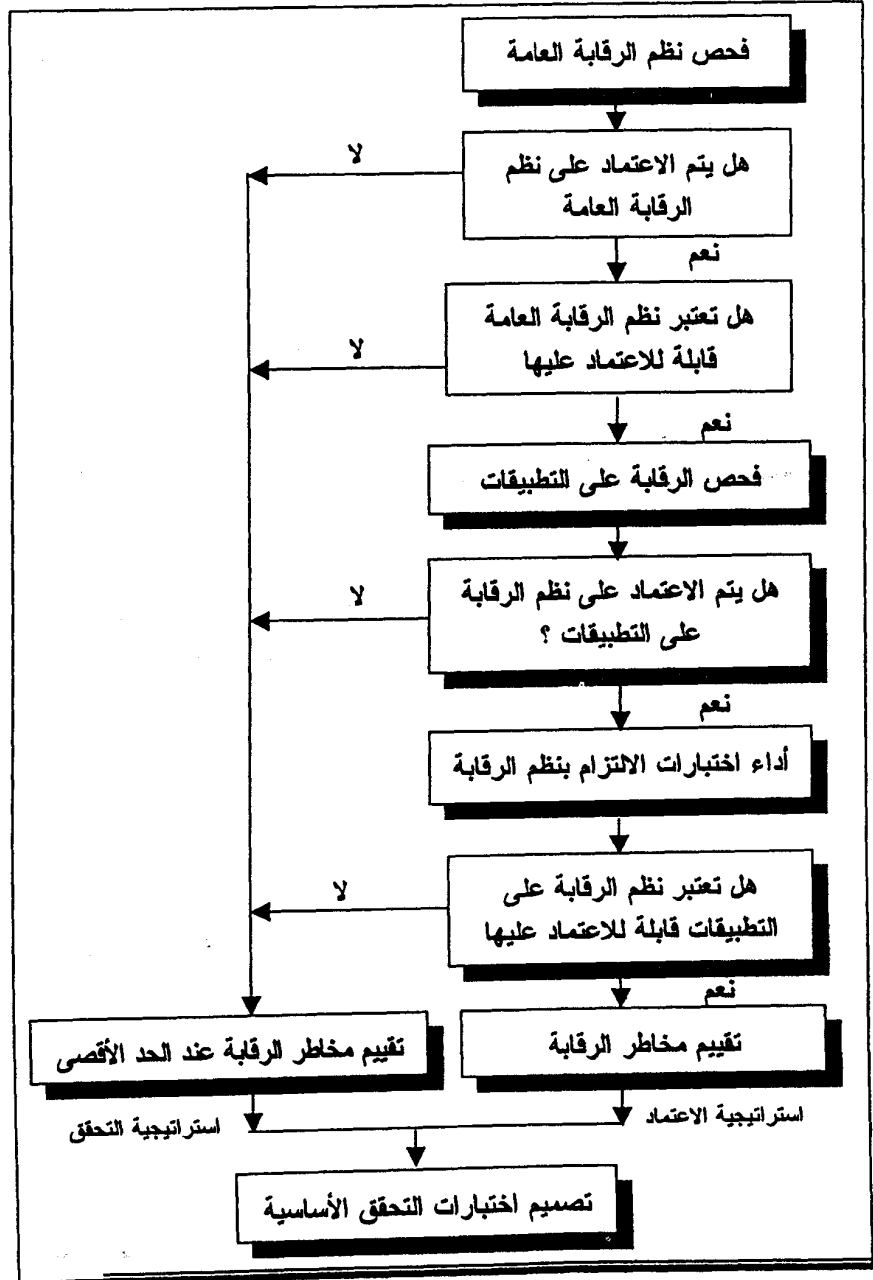 فحص نظم الرقابة العامة
هل يتم الاعتماد على نظم
الرقابة العامة
لا
نعم
هل تعتبر نظم الرقابة العامة
قابلة للاعتماد عليها
لا
نعم
فحص الرقابة على التطبيقات
هل يتم الاعتماد على نظم الرقابة
على التطبيقات ؟
لا
نعم
أداء اختبارات الالتزام بنظم الرقابة
هل تعتبر نظم الرقابة على
التطبيقات قابلة للاعتماد عليها
لا
نعم
تقييم مخاطر الرقابة
تقييم مخاطر الرقابة عند الحد الأقصى
استراتيجية الاعتماد
استراتيجية التحقق
تصميم اختبارات التحقق الأساسية